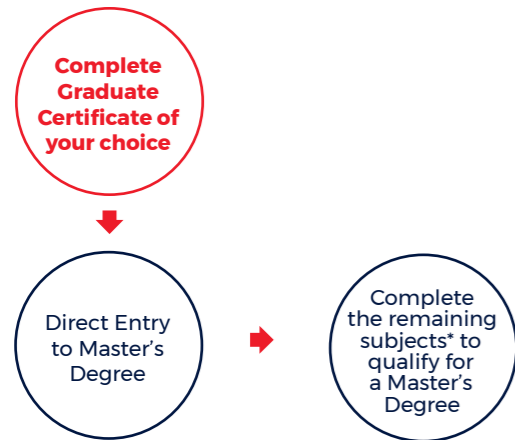 Complete
Graduate
Certificate of
your choice
Direct Entry
to Master's
Degree
Complete
the remaining
subjects* to
qualify for
a Master's
Degree